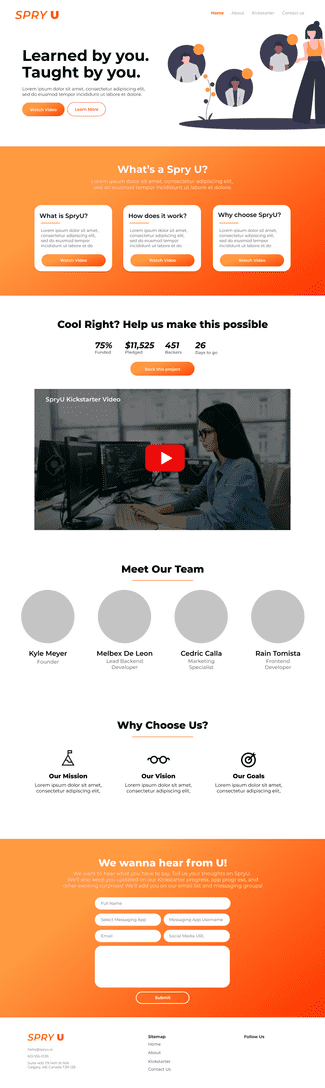 SPRY U
Home About Kickstarter Contact us
Learned by you.
Taught by you.
Lorem ipsum dolor sit amet, consectetur adipiscing elit,
sed do eiusmod tempor incididunt ut labore et dolore.
Watch Video Learn More
What's a Spry U?
Lorem ipsum dolor sit amet, consectetur adipiscing elit,
sed do eiusmod tempor incididunt ut labore et dolore.
What is SpryU?
Lorem ipsum dolor sit amet,
consectetur adipiscing elit,
sed do eiusmod tempor
incididunt ut labore et do
Watch Video
How does it work?
Lorem ipsum dolor sit amet,
consectetur adipiscing elit,
sed do eiusmod tempor
incididunt ut labore et do
Watch Video
Why choose SpryU?
Lorem ipsum dolor sit amet,
consectetur adipiscing elit,
sed do eiusmod tempor
incididunt ut labore et do
Watch Video
Cool Right? Help us make this possible
75% $11,525 451 26
Funded Pledged Backers Days to go
Back this project
SpryU Kickstarter Video
Meet Our Team
Kyle Meyer
Founder
Melbex De Leon
Lead Backend
Developer
Cedric Calla
Marketing
Specialist
Rain Tomista
Frontend
Developer
Why Choose Us?
Our Mission
Lorem ipsum dolor sit amet,
consectetur adipiscing elit,
Our Vision
Lorem ipsum dolor sit amet,
consectetur adipiscing elit,
Our Goals
Lorem ipsum dolor sit amet,
consectetur adipiscing elit,
We wanna hear from U!
We want to hear what you have to say. Tell us your thoughts on SpryU.
We'll also keep you updated on our Kickstarter progress, app progress, and
other exciting surprises! We'll add you on our email list and messaging groups!
Full Name
Select Messaging App Messaging App Username
Email Social Media URL
Submit
SPRY U
Sitemap
Home
About
Kickstarter
Contact Us
Follow Us